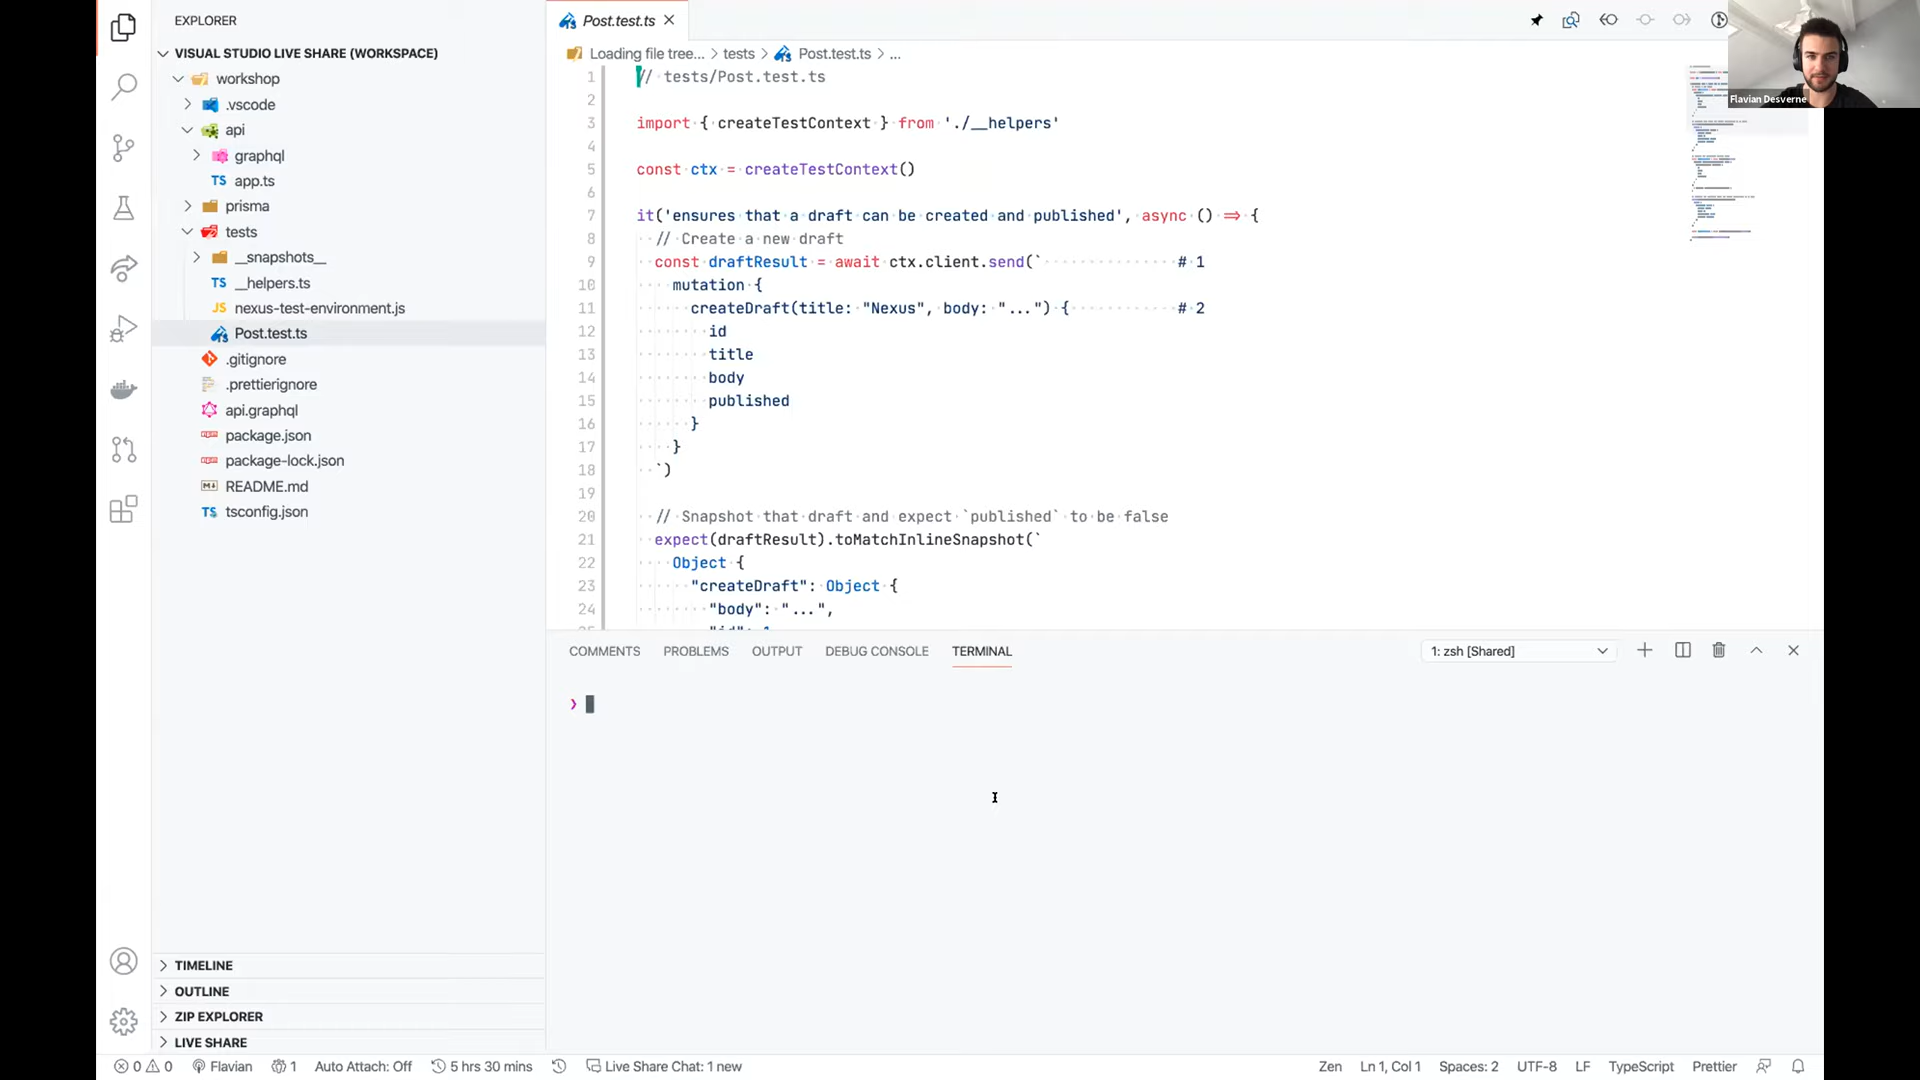 EXPLORER
VISUAL STUDIO LIVE SHARE (WORKSPACE)
workshop
.vscode
api
graphql
TS app.ts
prisma
tests
__snapshots__
TS __helpers.ts
JS nexus-test-environment.js
Post.test.ts
.gitignore
.prettierignore
api.graphql
package.json
package-lock.json
README.md
TS tsconfig.json
TIMELINE
OUTLINE
ZIP EXPLORER
LIVE SHARE
Post.test.ts
Loading file tree... > tests > Post.test.ts > ...
1 // tests/Post.test.ts
2
3 import { createTestContext } from './__helpers'
4
5 const ctx = createTestContext()
6
7 it('ensures that a draft can be created and published', async () => {
8 // Create a new draft
9 const draftResult = await ctx.client.send(` # 1
10 mutation {
11 createDraft(title: "Nexus", body: "...") { # 2
12 id
13 title
14 body
15 published
16 }
17 }
18 `)
19
20 // Snapshot that draft and expect `published` to be false
21 expect(draftResult).toMatchInlineSnapshot(`
22 Object {
23 "createDraft": Object {
24 "body": "...",
Flavian Desverne
COMMENTS PROBLEMS OUTPUT DEBUG CONSOLE TERMINAL
1: zsh [Shared]
❯
0 0 Flavian 1 Auto Attach: Off 5 hrs 30 mins Live Share Chat: 1 new
Zen Ln 1, Col 1 Spaces: 2 UTF-8 LF TypeScript Prettier